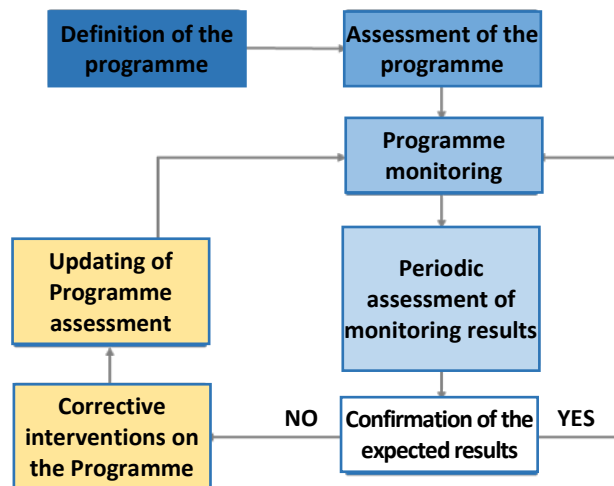 Definition of the
programme
Assessment of the
programme
Programme
monitoring
Updating of
Programme
assessment
Periodic
assessment of
monitoring results
Corrective
interventions on
the Programme
NO
Confirmation of the
expected results
YES